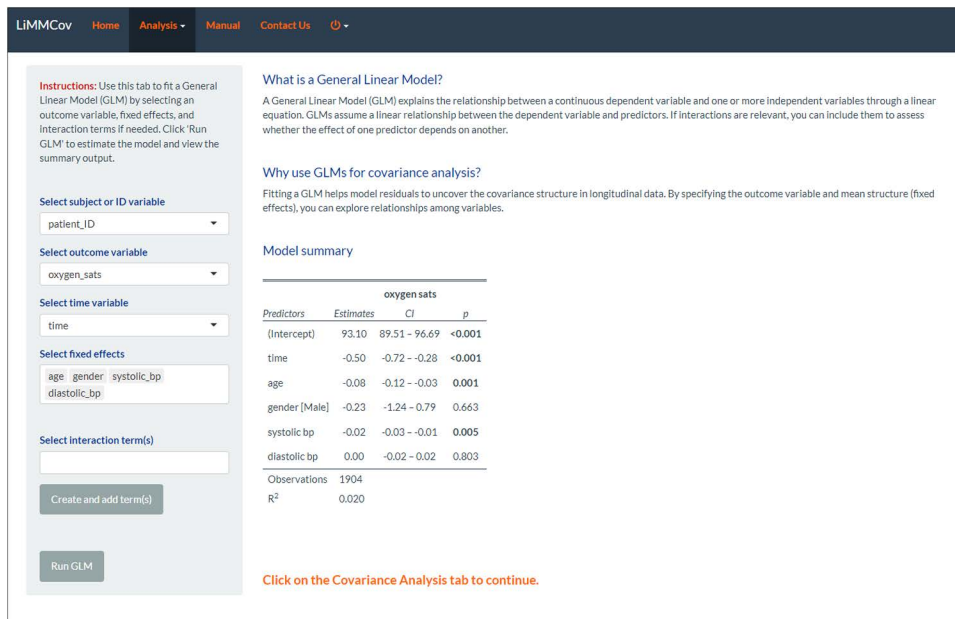 LiMMCov Home Analysis Manual Contact Us
Instructions: Use this tab to fit a General
Linear Model (GLM) by selecting an
outcome variable, fixed effects, and
interaction terms if needed. Click 'Run
GLM' to estimate the model and view the
summary output.
Select subject or ID variable
patient_ID
Select outcome variable
oxygen_sats
Select time variable
time
Select fixed effects
age gender systolic_bp
diastolic_bp
Select interaction term(s)
Create and add term(s)
Run GLM
What is a General Linear Model?
A General Linear Model (GLM) explains the relationship between a continuous dependent variable and one or more independent variables through a linear
equation. GLMs assume a linear relationship between the dependent variable and predictors. If interactions are relevant, you can include them to assess
whether the effect of one predictor depends on another.
Why use GLMs for covariance analysis?
Fitting a GLM helps model residuals to uncover the covariance structure in longitudinal data. By specifying the outcome variable and mean structure (fixed
effects), you can explore relationships among variables.
Model summary
oxygen sats
Predictors Estimates CI p
(Intercept) 93.10 89.51 – 96.69 <0.001
time -0.50 -0.72 – -0.28 <0.001
age -0.08 -0.12 – -0.03 0.001
gender [Male] -0.23 -1.24 – 0.79 0.663
systolic bp -0.02 -0.03 – -0.01 0.005
diastolic bp 0.00 -0.02 – 0.02 0.803
Observations 1904
R² 0.020
Click on the Covariance Analysis tab to continue.